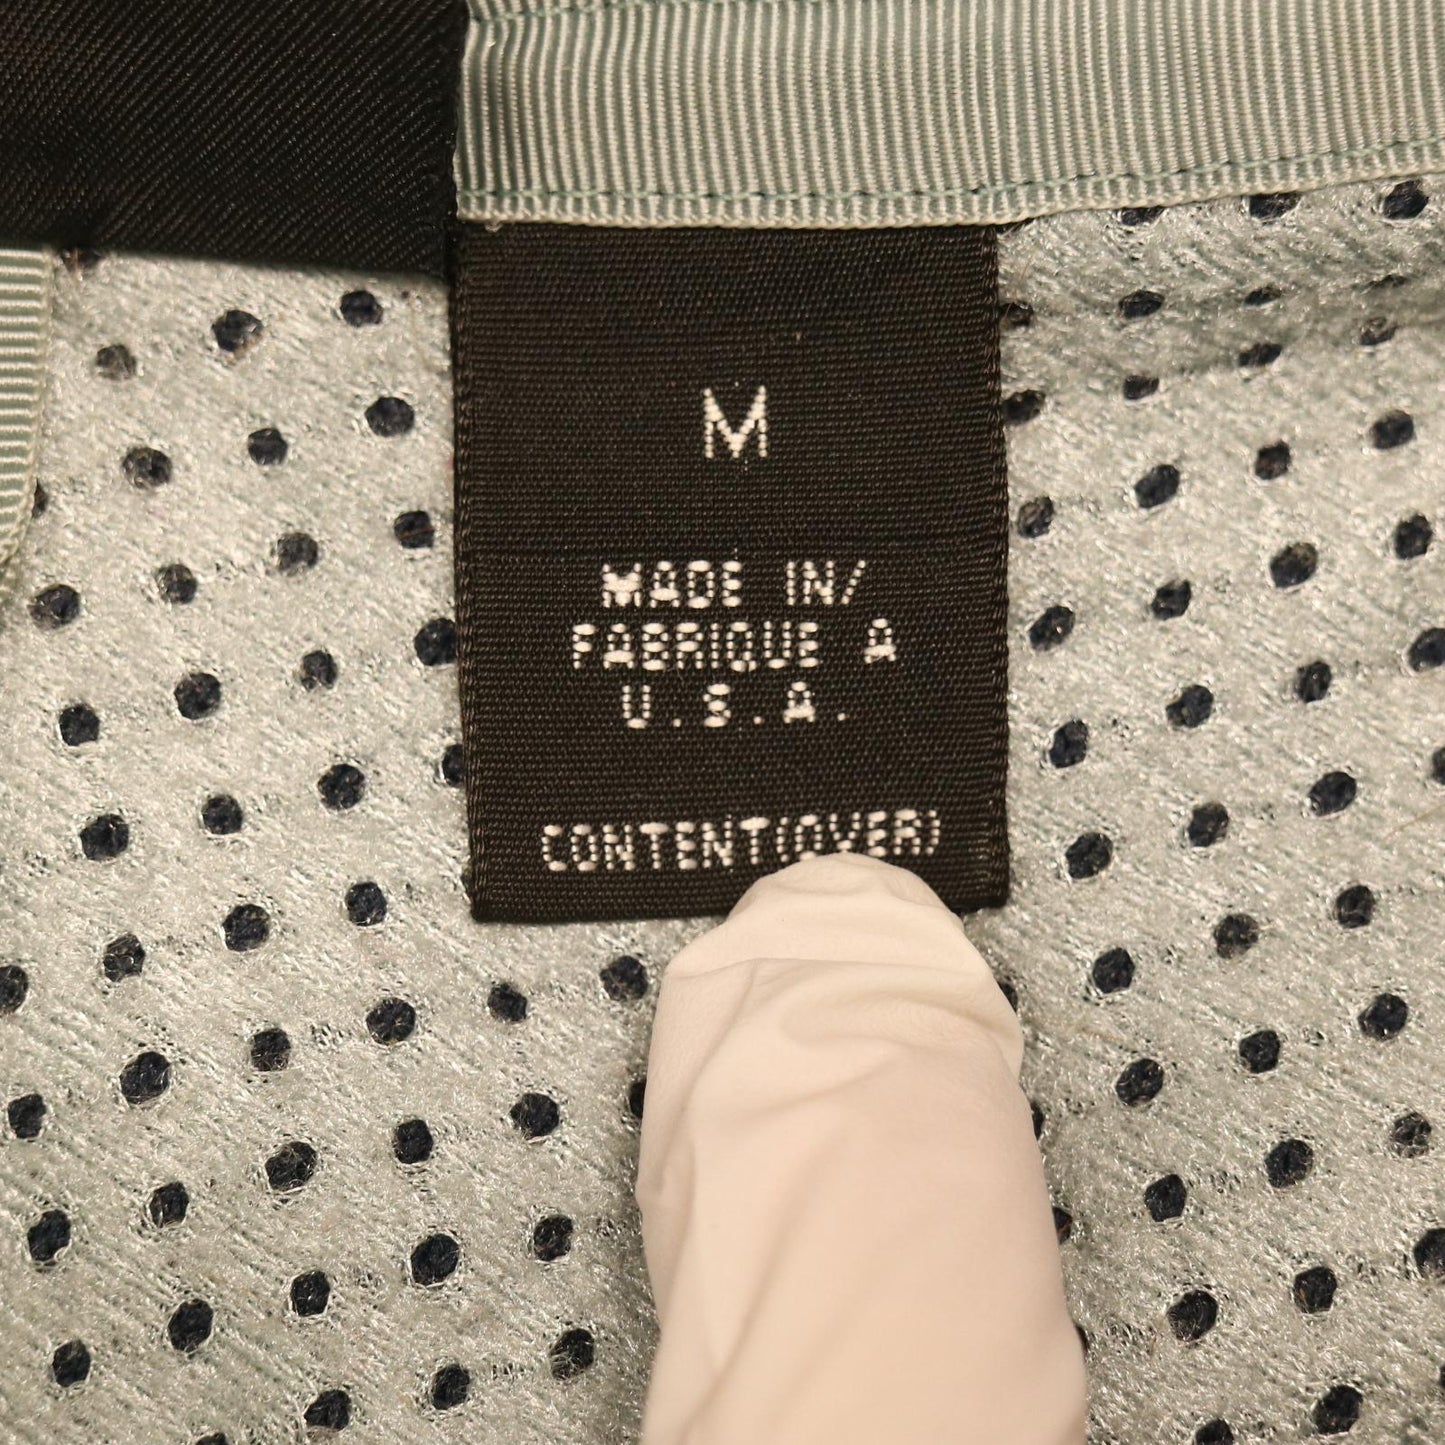 M
MADE IN/
FABRIQUE A
U.S.A.
CONTENT(OVER)